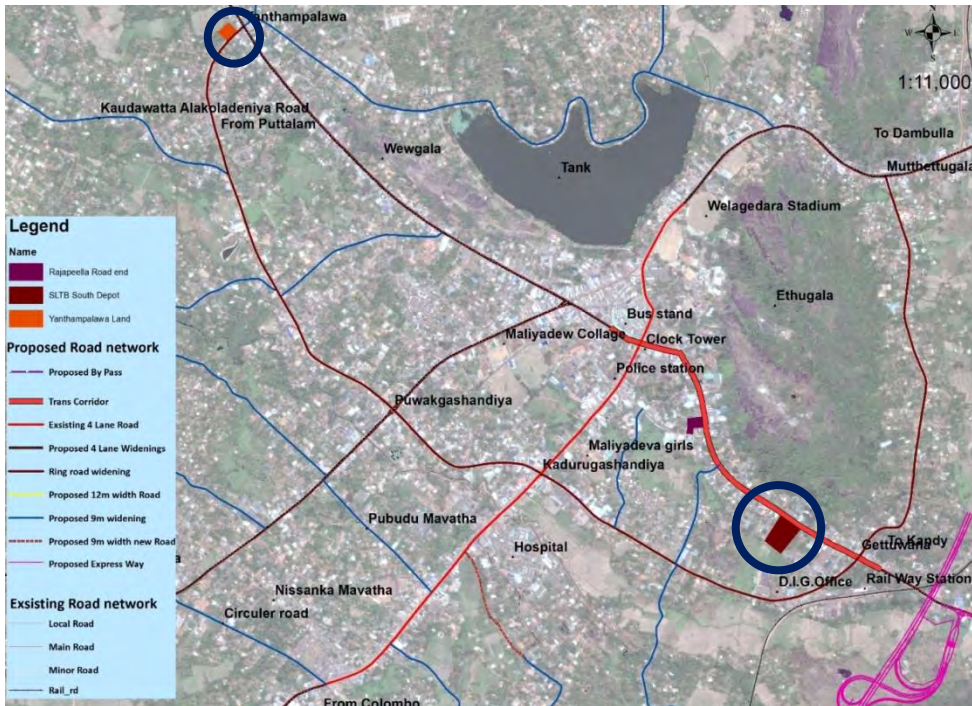 Yanthampalawa
N
W
E
S
1:11,000
Kaudawatta Alakoladeniya Road
From Puttalam
To Dambulla
Wewgala
Mutthettugala
Tank
Welagedara Stadium
Ethugala
Bus stand
Maliyadew Collage
Clock Tower
Police station
Puwakgashandiya
Maliyadeva girls
Kadurugashandiya
Pubudu Mavatha
Hospital
To Kandy
Gettuwana
D.I.G.Office
Rail Way Station
Nissanka Mavatha
Circuler road
From Colombo
Legend
Name
Rajapeella Road end
SLTB South Depot
Yanthampalawa Land
Proposed Road network
Proposed By Pass
Trans Corridor
Exsisting 4 Lane Road
Proposed 4 Lane Widenings
Ring road widening
Proposed 12m width Road
Proposed 9m widening
Proposed 9m width new Road
Proposed Express Way
Exsisting Road network
Local Road
Main Road
Minor Road
Rail_rd